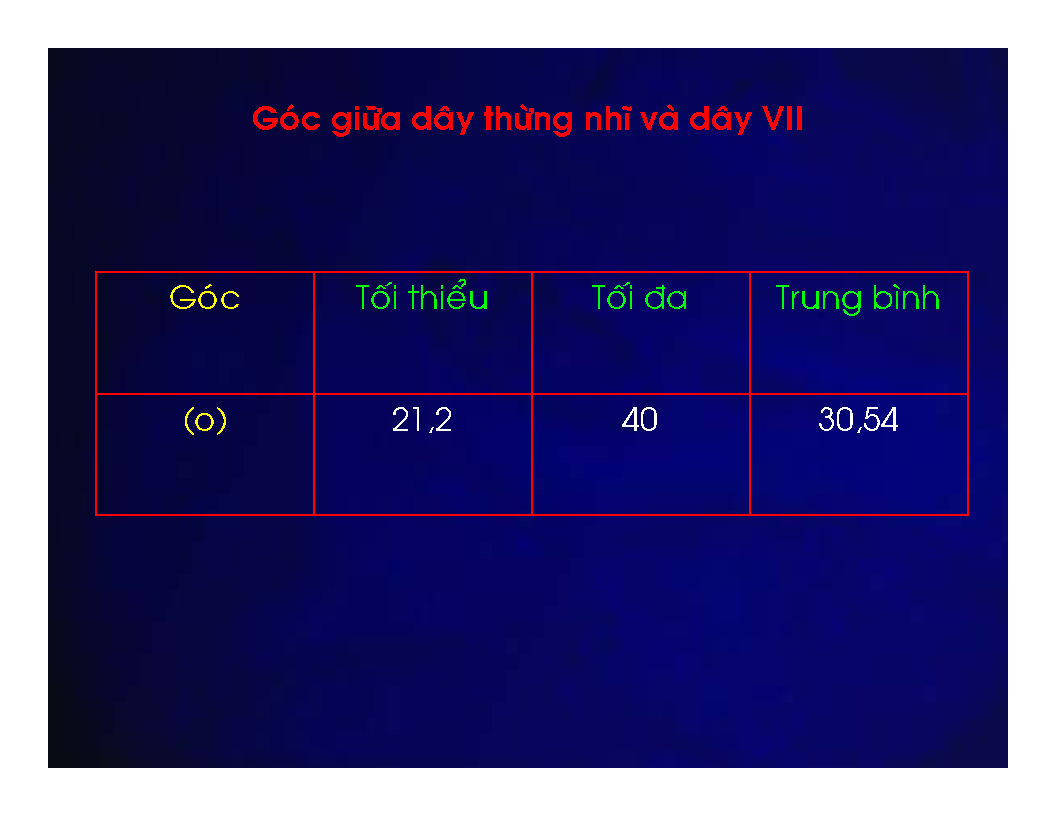 Góc giữa dây thừng nhĩ và dây VII
Góc Tối thiểu Tối đa Trung bình
(o) 21,2 40 30,54